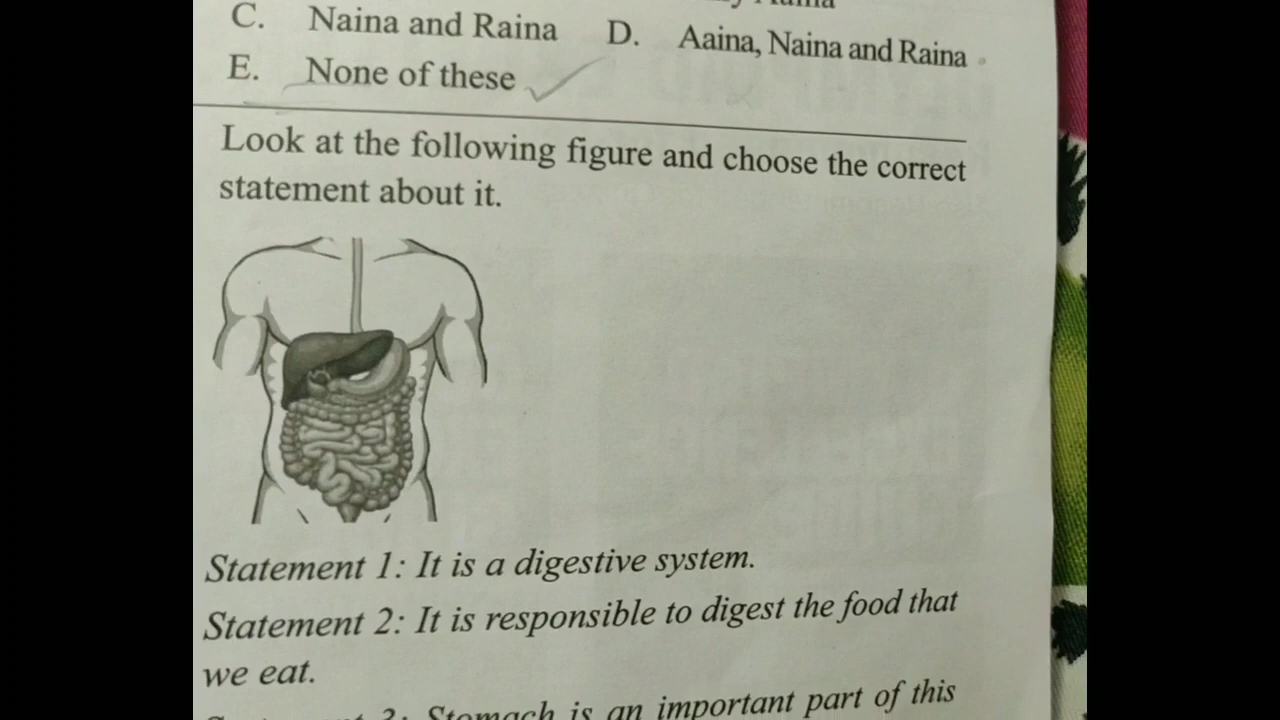 C. Naina and Raina D. Aaina, Naina and Raina
E. None of these
Look at the following figure and choose the correct
statement about it.
Statement 1: It is a digestive system.
Statement 2: It is responsible to digest the food that
we eat.
3: Stomach is an important part of this